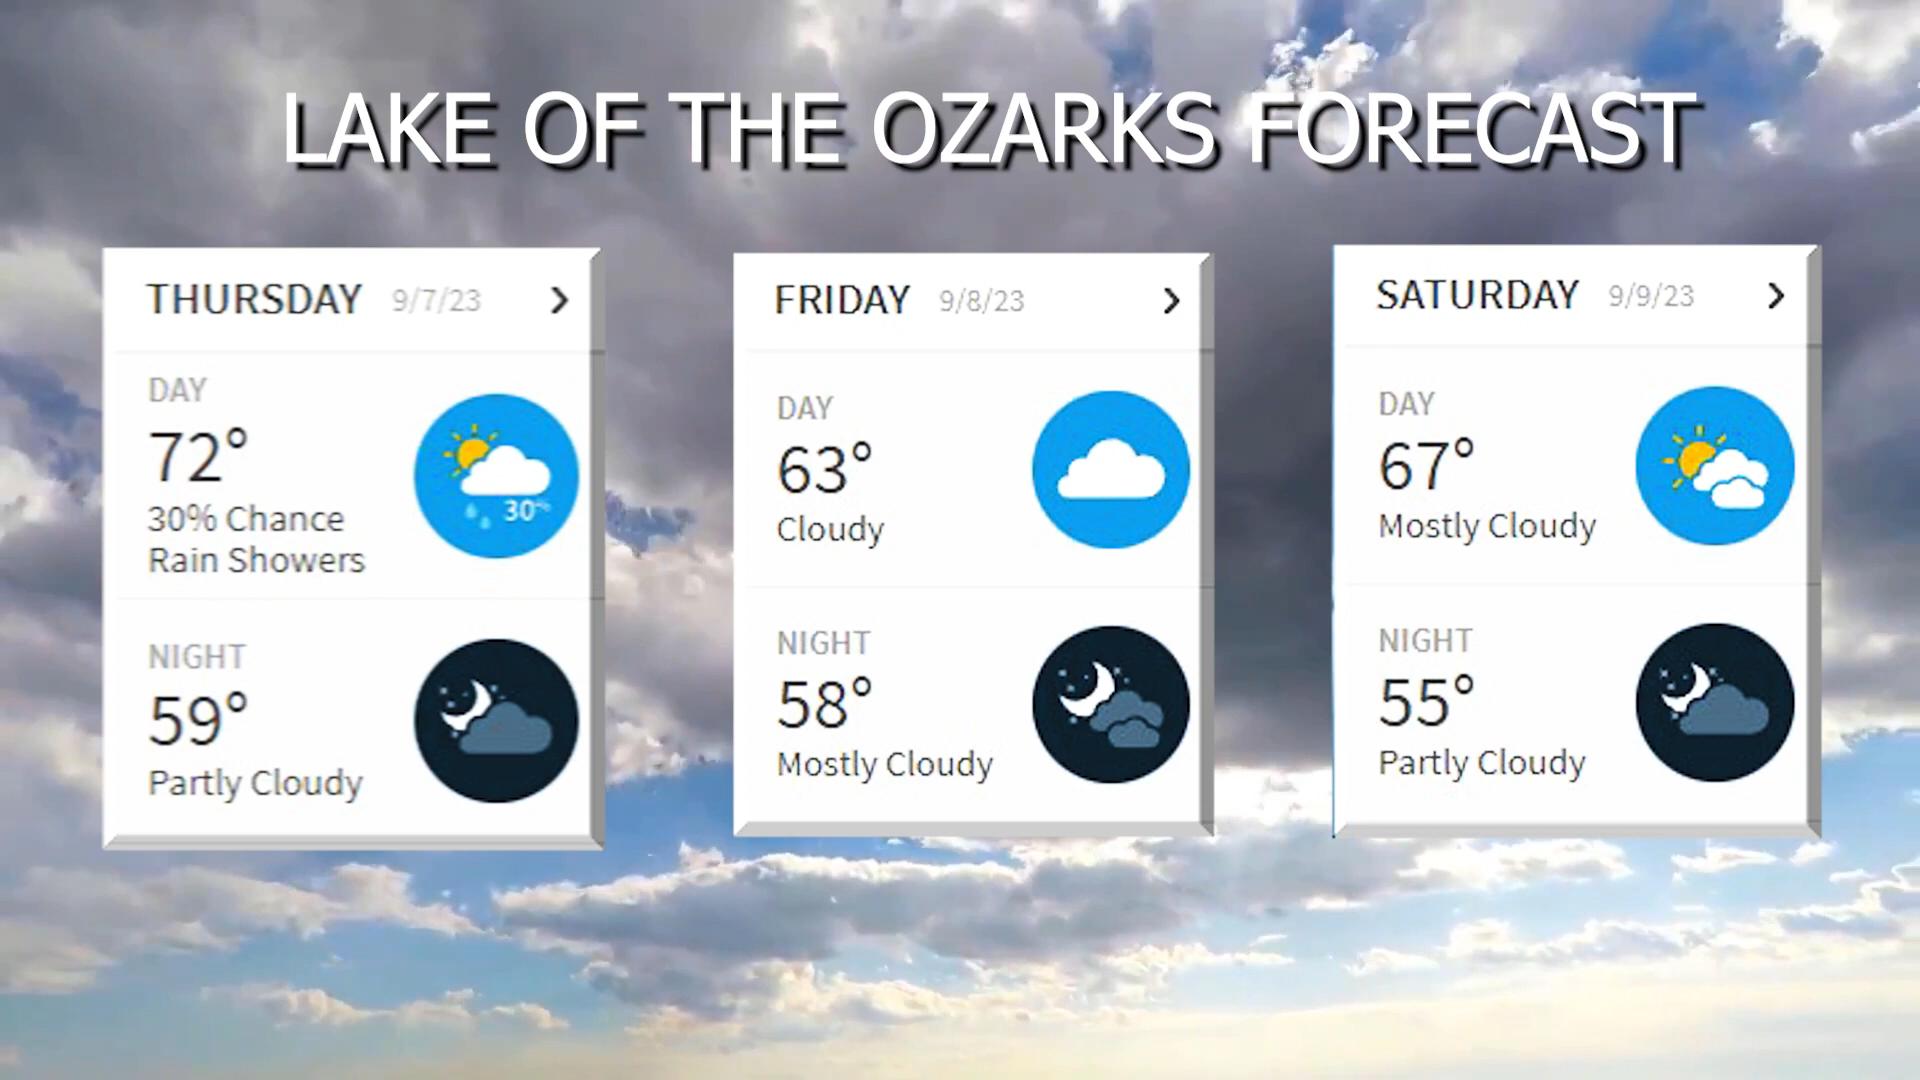 LAKE OF THE OZARKS FORECAST
THURSDAY 9/7/23
DAY
72°
30% Chance
Rain Showers
30%
NIGHT
59°
Partly Cloudy
FRIDAY 9/8/23
DAY
63°
Cloudy
NIGHT
58°
Mostly Cloudy
SATURDAY 9/9/23
DAY
67°
Mostly Cloudy
NIGHT
55°
Partly Cloudy